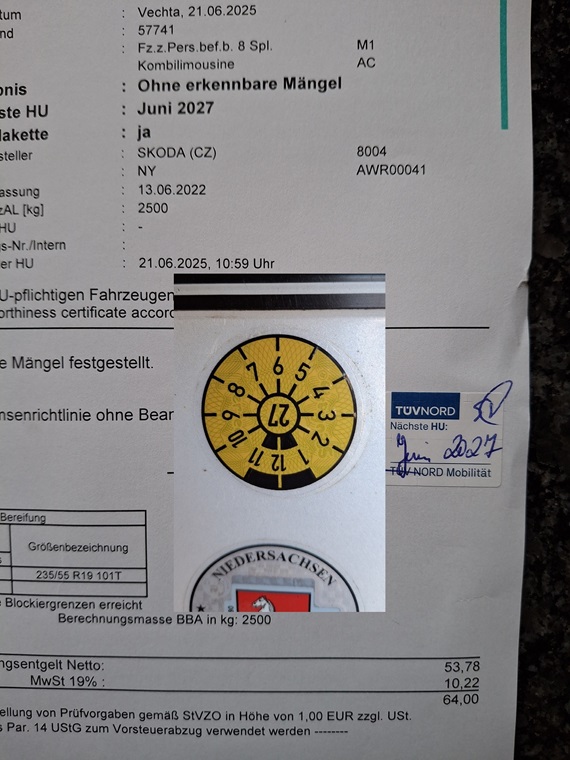 tum : Vechta, 21.06.2025
nd : 57741
: Fz.z.Pers.bef.b. 8 Spl. M1
Kombilimousine AC
bnis : Ohne erkennbare Mängel
ste HU : Juni 2027
lakette : ja
steller : SKODA (CZ) 8004
: NY AWR00041
assung : 13.06.2022
zAL [kg] : 2500
HU : -
gs-Nr./Intern :
er HU : 21.06.2025, 10:59 Uhr
U-pflichtigen Fahrzeugen
orthiness certificate accord
e Mängel festgestellt.
nsenrichtlinie ohne Bear
7 6 5
8 4
9 27 3
10 2
11 12 1
NIEDERSACHSEN
TÜVNORD
Nächste HU:
Juni 2027
TÜV NORD Mobilität
Bereifung
Größenbezeichnung
235/55 R19 101T
e Blockiergrenzen erreicht
Berechnungsmasse BBA in kg: 2500
ngsentgelt Netto: 53,78
MwSt 19% : 10,22
64,00
ellung von Prüfvorgaben gemäß StVZO in Höhe von 1,00 EUR zzgl. USt.
s Par. 14 UStG zum Vorsteuerabzug verwendet werden --------